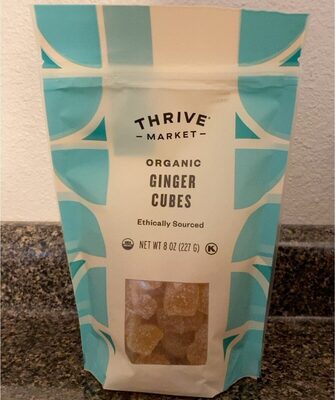 THRIVE
MARKET
ORGANIC
GINGER
CUBES
Ethically Sourced
NET WT 8 OZ (227 G) K